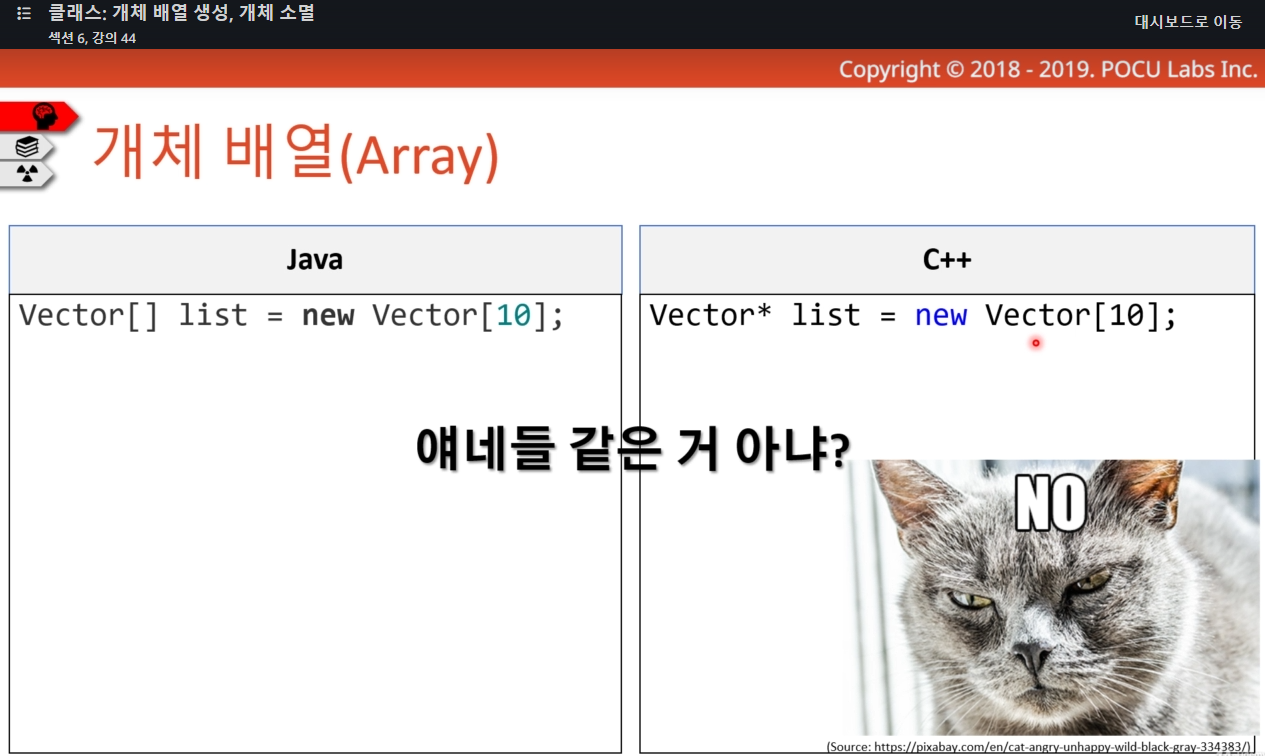 클래스: 개체 배열 생성, 개체 소멸
섹션 6, 강의 44
대시보드로 이동
Copyright © 2018 - 2019. POCU Labs Inc.
개체 배열(Array)
Java
Vector[] list = new Vector[10];
C++
Vector* list = new Vector[10];
얘네들 같은 거 아냐?
NO
(Source: https://pixabay.com/en/cat-angry-unhappy-wild-black-gray-334383/)